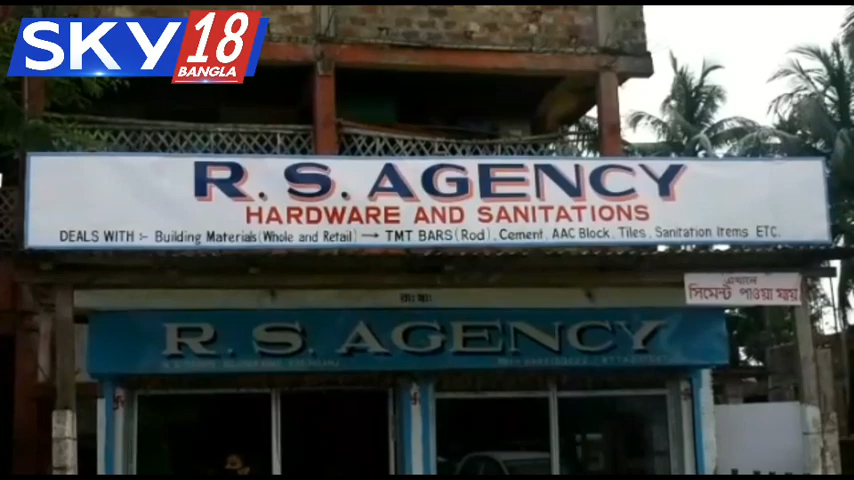 SKY 18
BANGLA
R. S. AGENCY
HARDWARE AND SANITATIONS
DEALS WITH :- Building Materials (Whole and Retail) → TMT BARS (Rod), Cement, AAC Block, Tiles, Sanitation Items ETC.
এখানে
সিমেন্ট পাওয়া যায়
R. S. AGENCY